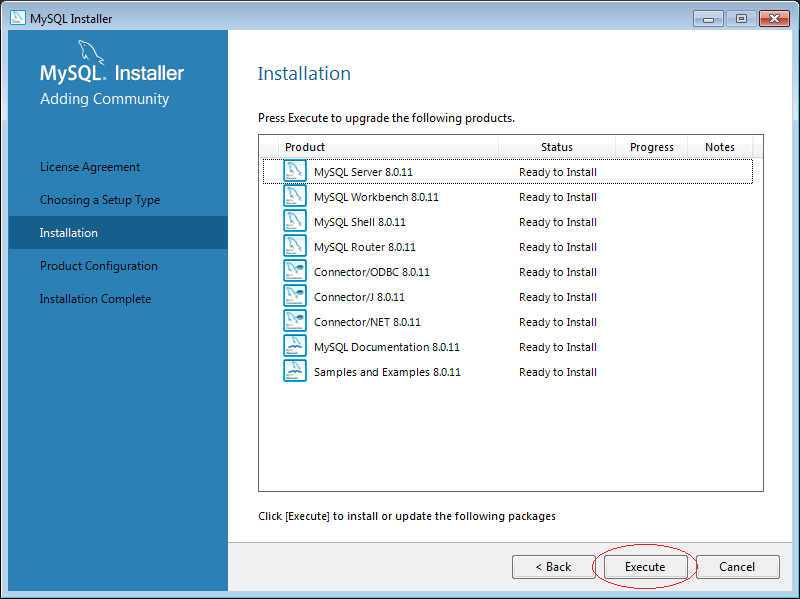 MySQL Installer
MySQL. Installer
Adding Community
License Agreement
Choosing a Setup Type
Installation
Product Configuration
Installation Complete
Installation
Press Execute to upgrade the following products.
Product Status Progress Notes
MySQL Server 8.0.11 Ready to Install
MySQL Workbench 8.0.11 Ready to Install
MySQL Shell 8.0.11 Ready to Install
MySQL Router 8.0.11 Ready to Install
Connector/ODBC 8.0.11 Ready to Install
Connector/J 8.0.11 Ready to Install
Connector/NET 8.0.11 Ready to Install
MySQL Documentation 8.0.11 Ready to Install
Samples and Examples 8.0.11 Ready to Install
Click [Execute] to install or update the following packages
< Back Execute Cancel